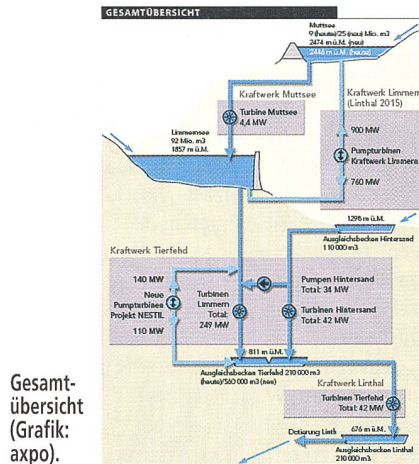 GESAMTÜBERSICHT
Muttsee
9 (heute)/25 (neu) Mio. m3
2474 m ü.M. (neu)
2446 m ü.M. (heute)
Kraftwerk Muttsee
Turbine Muttsee
4,4 MW
Kraftwerk Limmern
(Linthal 2015)
900 MW
Pumpturbinen
Kraftwerk Limmern
760 MW
Limmernsee
92 Mio. m3
1857 m ü.M.
1298 m ü.M.
Ausgleichsbecken Hintersand
110 000 m3
Kraftwerk Tierfehd
140 MW
Neue
Pumpturbine
Projekt NESTIL
110 MW
Turbinen
Limmern
Total:
249 MW
Pumpen Hintersand
Total: 34 MW
Turbinen Hintersand
Total: 42 MW
811 m ü.M.
Ausgleichsbecken Tierfehd 210 000 m3
(heute)/560 000 m3 (neu)
Kraftwerk Linthal
Turbinen Tierfehd
Total: 42 MW
Dotierung Linth
676 m ü.M.
Ausgleichsbecken Linthal
210 000 m3
Gesamt-
übersicht
(Grafik:
axpo).